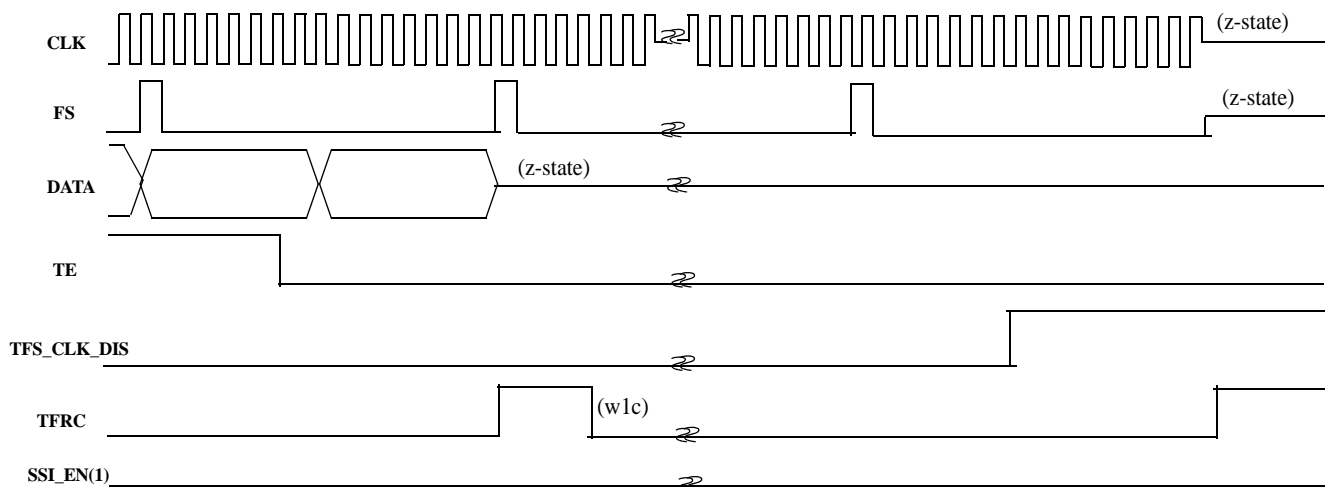 CLK
(z-state)
FS
(z-state)
DATA
(z-state)
TE
TFS_CLK_DIS
TFRC
(w1c)
SSI_EN(1)